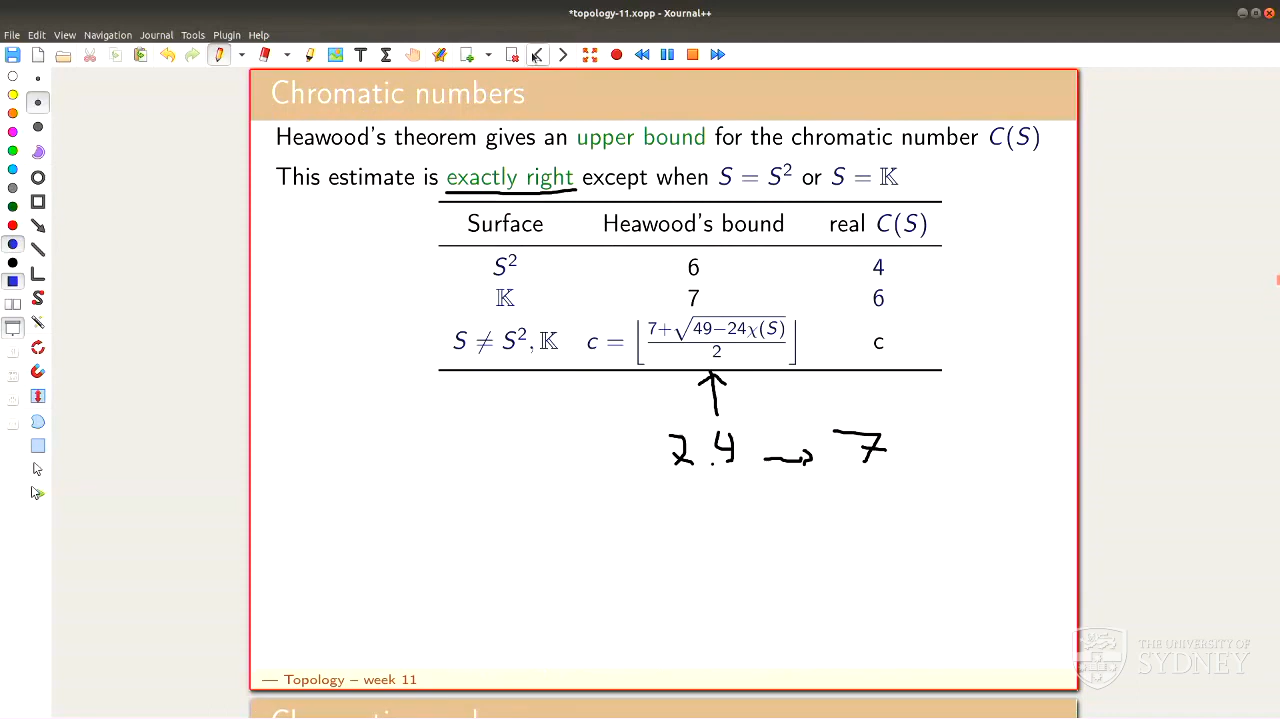 *topology-11.xopp - Xournal++
File Edit View Navigation Journal Tools Plugin Help
Chromatic numbers
Heawood's theorem gives an upper bound for the chromatic number C(S)
This estimate is exactly right except when S = S² or S = 𝕂
Surface Heawood's bound real C(S)
S² 6 4
𝕂 7 6
S ≠ S², 𝕂 c = ⌊(7+√(49−24χ(S)))/2⌋ c
2.4 → 7
— Topology – week 11
THE UNIVERSITY OF
SYDNEY